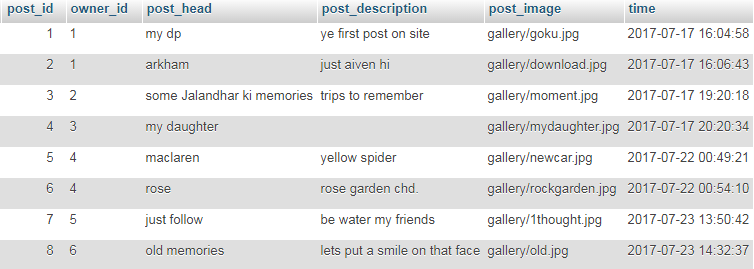 post_id owner_id post_head post_description post_image time
1 1 my dp ye first post on site gallery/goku.jpg 2017-07-17 16:04:58
2 1 arkham just aiven hi gallery/download.jpg 2017-07-17 16:06:43
3 2 some Jalandhar ki memories trips to remember gallery/moment.jpg 2017-07-17 19:20:18
4 3 my daughter gallery/mydaughter.jpg 2017-07-17 20:20:34
5 4 maclaren yellow spider gallery/newcar.jpg 2017-07-22 00:49:21
6 4 rose rose garden chd. gallery/rockgarden.jpg 2017-07-22 00:54:10
7 5 just follow be water my friends gallery/1thought.jpg 2017-07-23 13:50:42
8 6 old memories lets put a smile on that face gallery/old.jpg 2017-07-23 14:32:37